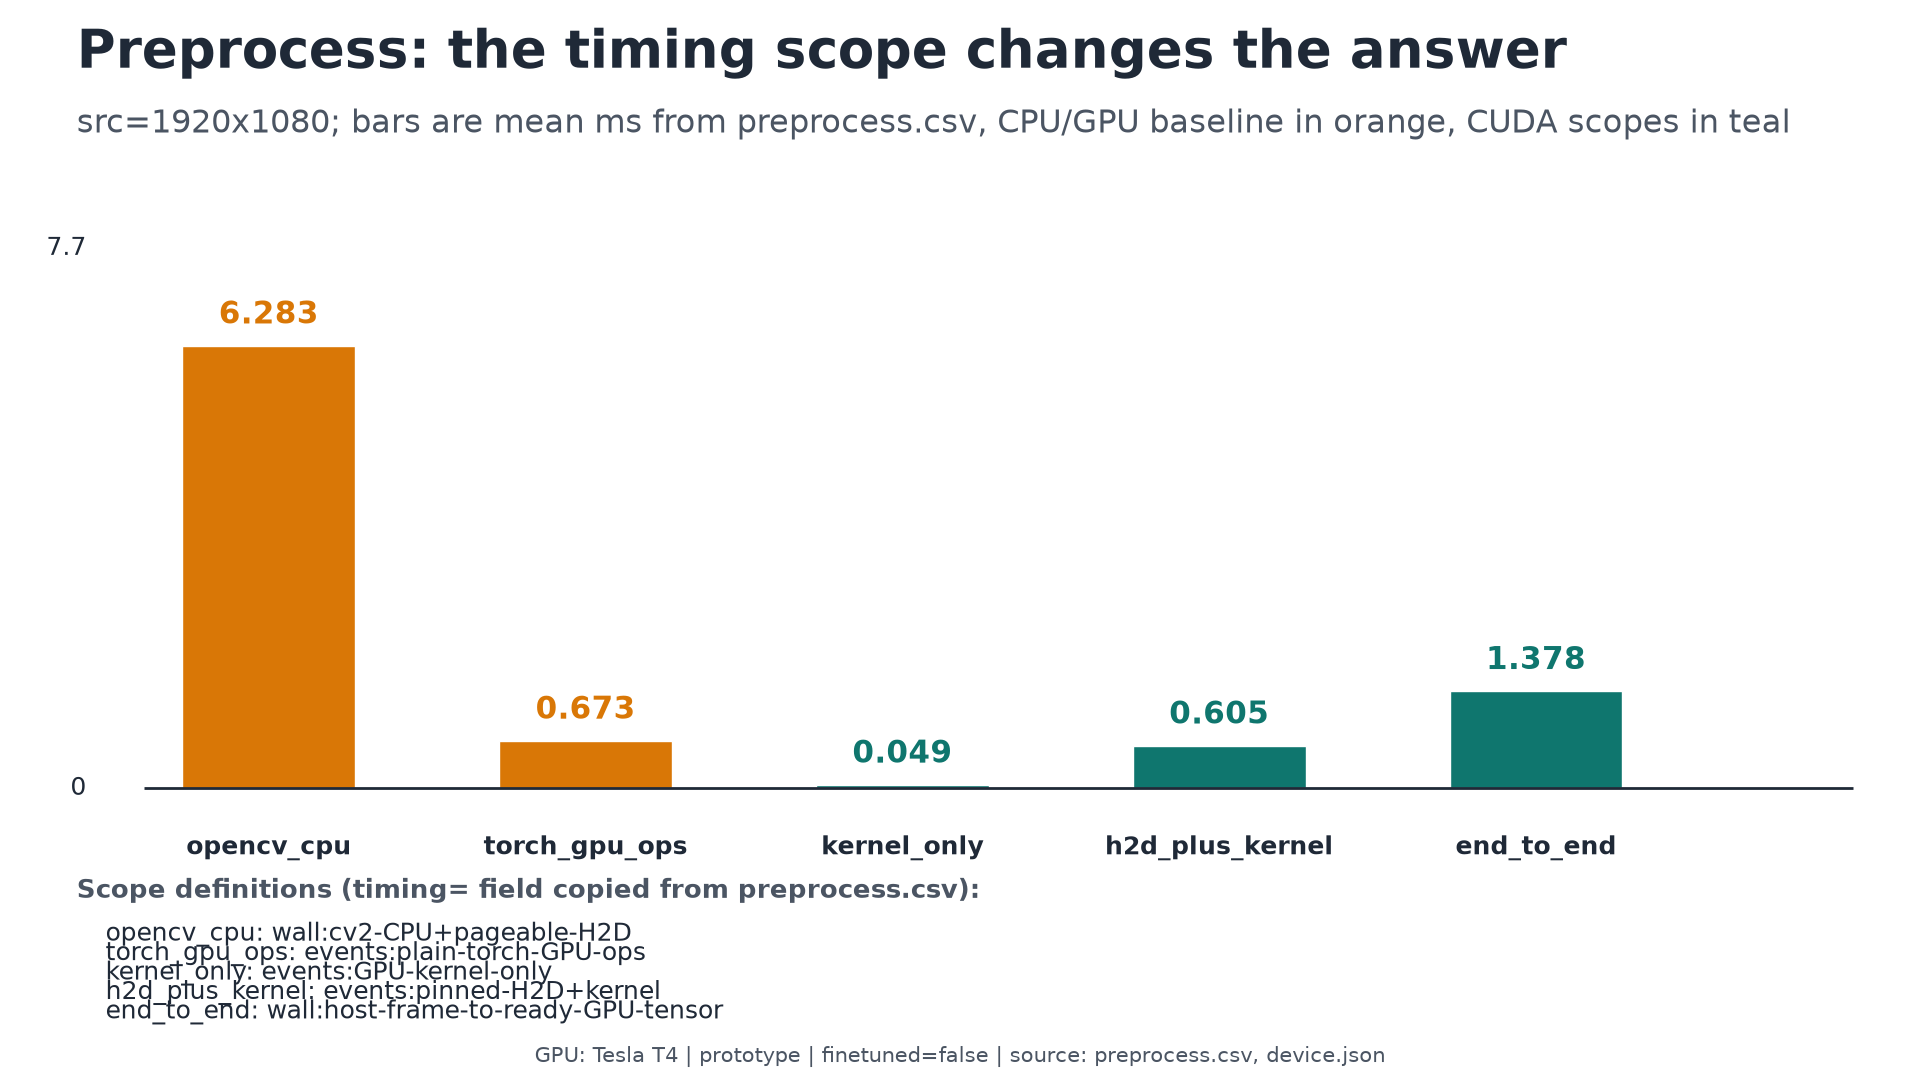 Preprocess: the timing scope changes the answer
src=1920x1080; bars are mean ms from preprocess.csv, CPU/GPU baseline in orange, CUDA scopes in teal
7.7
6.283
0.673
0.049
0.605
1.378
0
opencv_cpu torch_gpu_ops kernel_only h2d_plus_kernel end_to_end
Scope definitions (timing= field copied from preprocess.csv):
opencv_cpu: wall:cv2-CPU+pageable-H2D
torch_gpu_ops: events:plain-torch-GPU-ops
kernel_only: events:GPU-kernel-only
h2d_plus_kernel: events:pinned-H2D+kernel
end_to_end: wall:host-frame-to-ready-GPU-tensor
GPU: Tesla T4 | prototype | finetuned=false | source: preprocess.csv, device.json